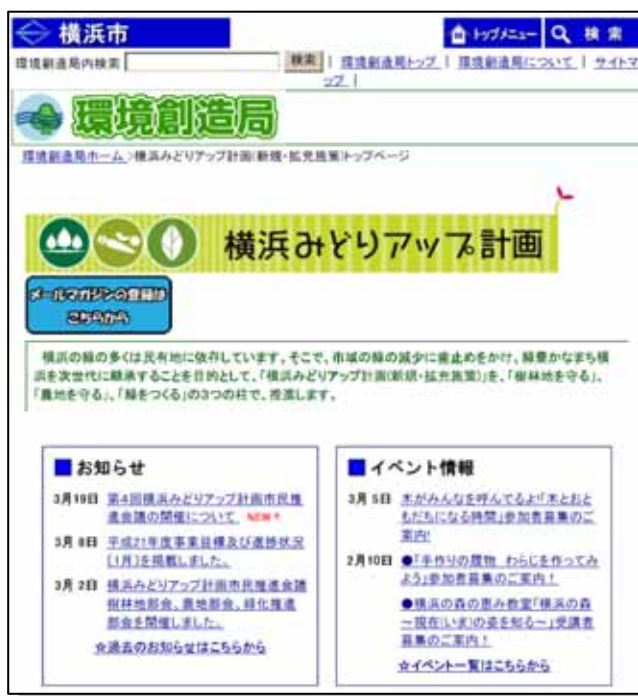 横浜市
トップメニュー 検索
環境創造局内検索 検索 | 環境創造局トップ | 環境創造局について | サイトマ
ップ |
環境創造局
環境創造局ホーム>横浜みどりアップ計画(新規・拡充施策)トップページ
横浜みどりアップ計画
メールマガジンの登録は
こちらから
横浜の緑の多くは民有地に依存しています。そこで、市域の緑の減少に歯止めをかけ、緑豊かなまち横
浜を次世代に継承することを目的として、「横浜みどりアップ計画(新規・拡充施策)」を、「樹林地を守る」、
「農地を守る」、「緑をつくる」の3つの柱で、推進します。
■お知らせ
3月19日 第4回横浜みどりアップ計画市民推
進会議の開催について NEW!
3月 8日 平成21年度事業目標及び進捗状況
[1月]を掲載しました。
3月 2日 横浜みどりアップ計画市民推進会議
樹林地部会、農地部会、緑化推進
部会を開催しました。
☆過去のお知らせはこちらから
■イベント情報
3月 5日 木がみんなを呼んでるよ!「木とおと
もだちになる時間」参加者募集のご
案内!
2月10日 ●「手作りの履物 わらじを作ってみ
よう」参加者募集のご案内!
●横浜の森の恵み教室「横浜の森
～現在(いま)の姿を知る～」受講者
募集のご案内!
☆イベント一覧はこちらから